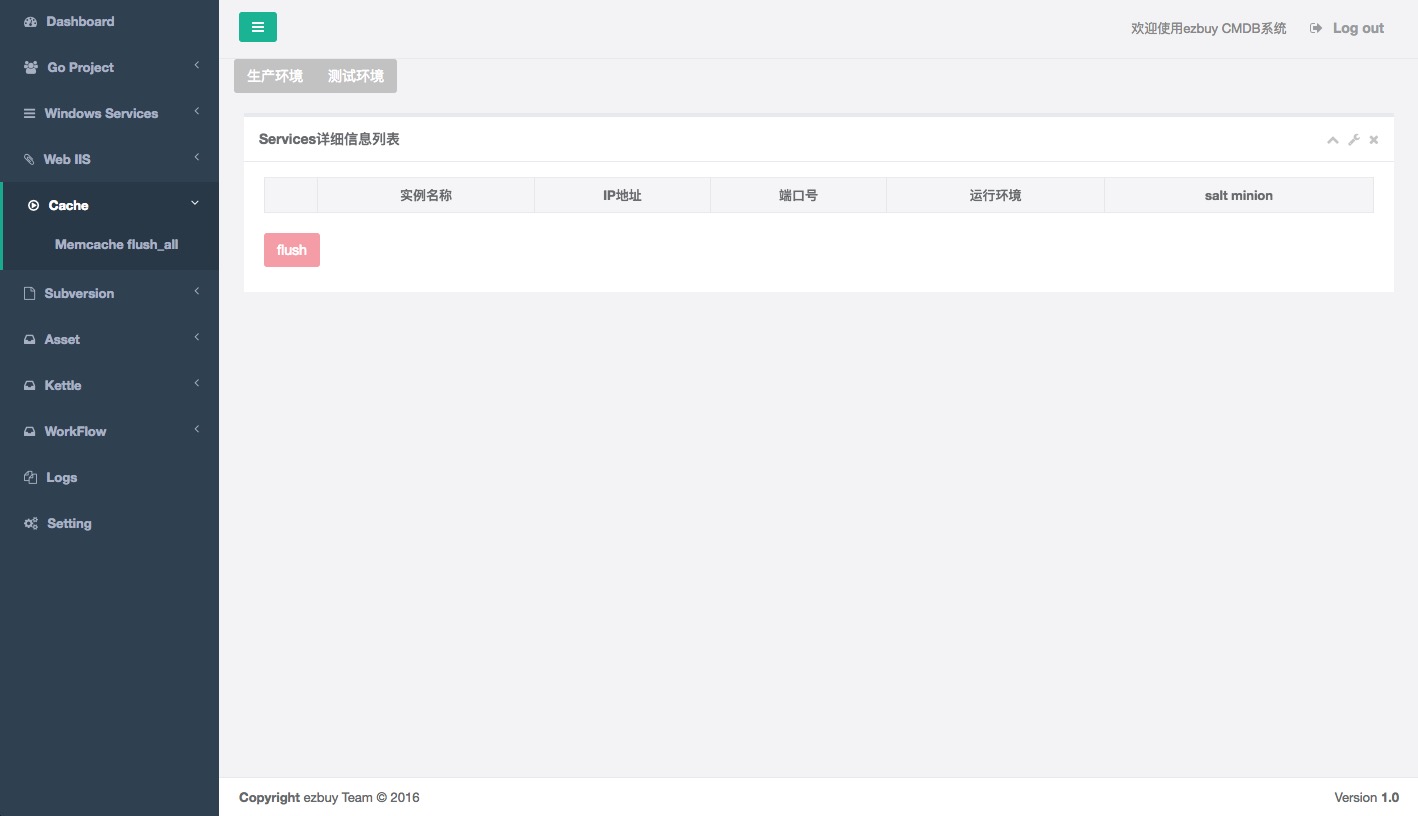 Dashboard
Go Project
Windows Services
Web IIS
Cache
Memcache flush_all
Subversion
Asset
Kettle
WorkFlow
Logs
Setting
欢迎使用ezbuy CMDB系统 Log out
生产环境 测试环境
Services详细信息列表
实例名称 IP地址 端口号 运行环境 salt minion
flush
Copyright ezbuy Team © 2016 Version 1.0